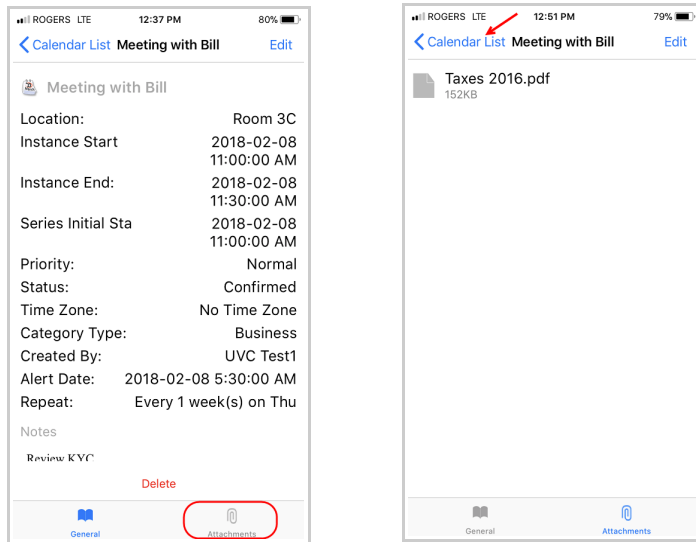 ROGERS LTE 12:37 PM 80%
Calendar List Meeting with Bill Edit
Meeting with Bill
Location: Room 3C
Instance Start 2018-02-08
11:00:00 AM
Instance End: 2018-02-08
11:30:00 AM
Series Initial Sta 2018-02-08
11:00:00 AM
Priority: Normal
Status: Confirmed
Time Zone: No Time Zone
Category Type: Business
Created By: UVC Test1
Alert Date: 2018-02-08 5:30:00 AM
Repeat: Every 1 week(s) on Thu
Notes
Review KYC
Delete
General Attachments
ROGERS LTE 12:51 PM 79%
Calendar List Meeting with Bill Edit
Taxes 2016.pdf
152KB
General Attachments